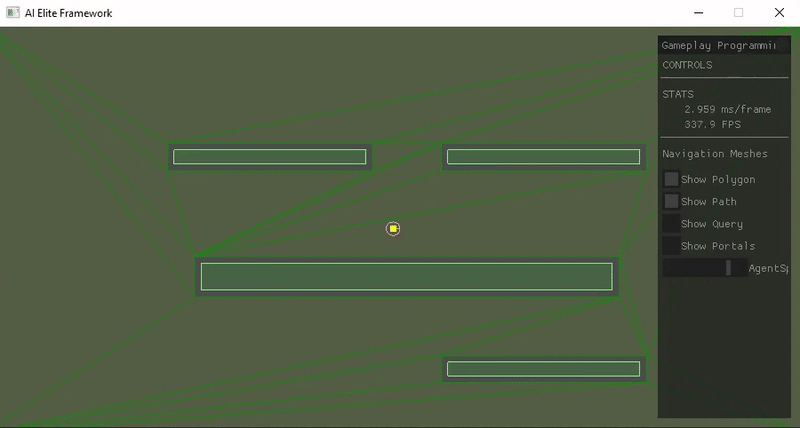 AI Elite Framework
Gameplay Programmin
CONTROLS
STATS
2.959 ms/frame
337.9 FPS
Navigation Meshes
Show Polygon
Show Path
Show Query
Show Portals
AgentSp